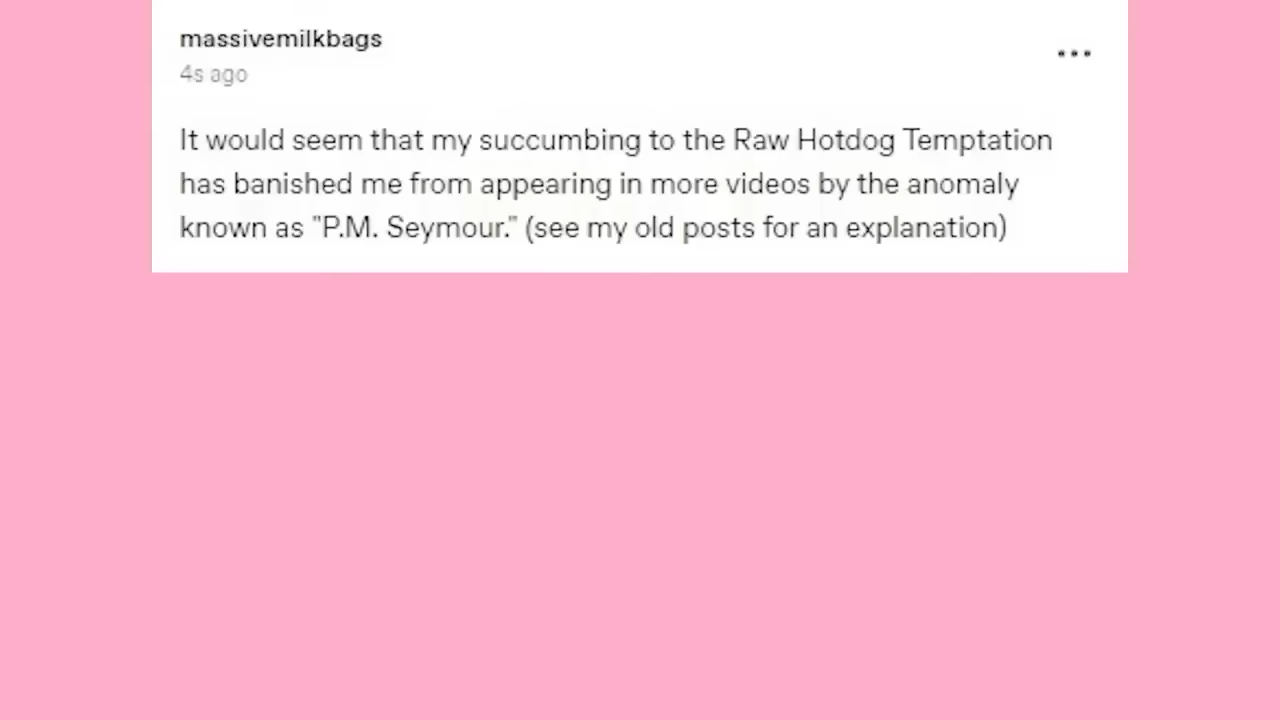 massivemilkbags
4s ago
It would seem that my succumbing to the Raw Hotdog Temptation
has banished me from appearing in more videos by the anomaly
known as "P.M. Seymour." (see my old posts for an explanation)